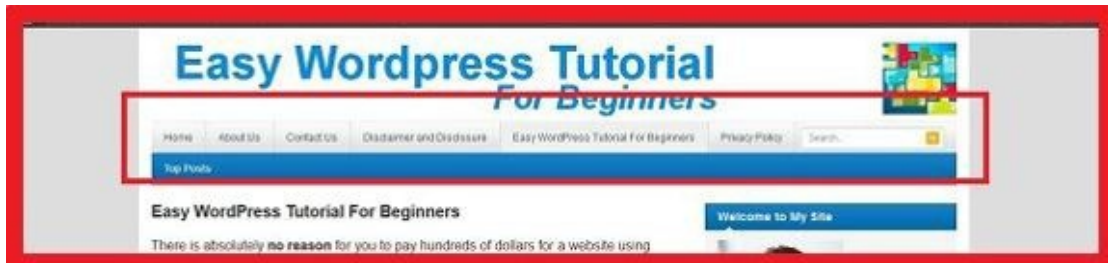 Easy Wordpress Tutorial
For Beginners
Home About Us Contact Us Disclaimer and Disclosure Easy WordPress Tutorial For Beginners Privacy Policy Search..
Top Posts
Easy WordPress Tutorial For Beginners
Welcome to My Site
There is absolutely no reason for you to pay hundreds of dollars for a website using